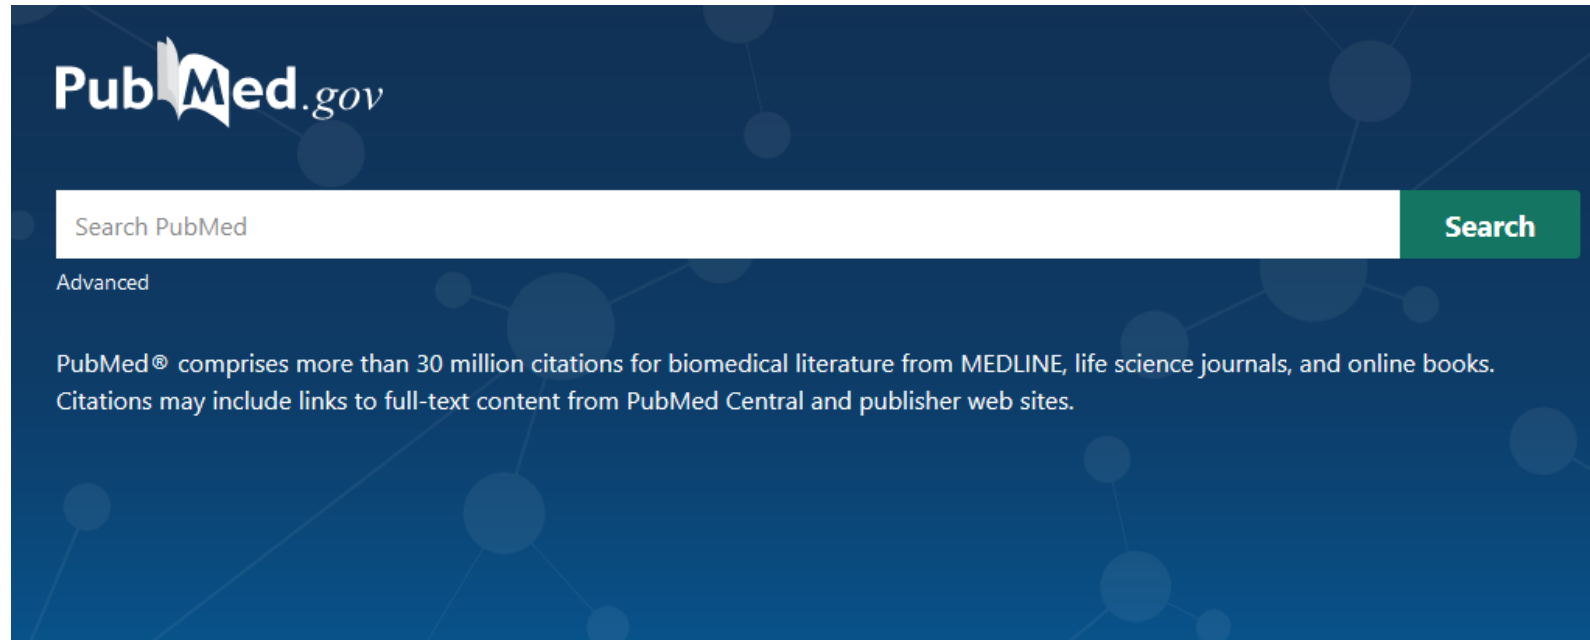 PubMed.gov
Search PubMed
Search
Advanced
PubMed® comprises more than 30 million citations for biomedical literature from MEDLINE, life science journals, and online books.
Citations may include links to full-text content from PubMed Central and publisher web sites.